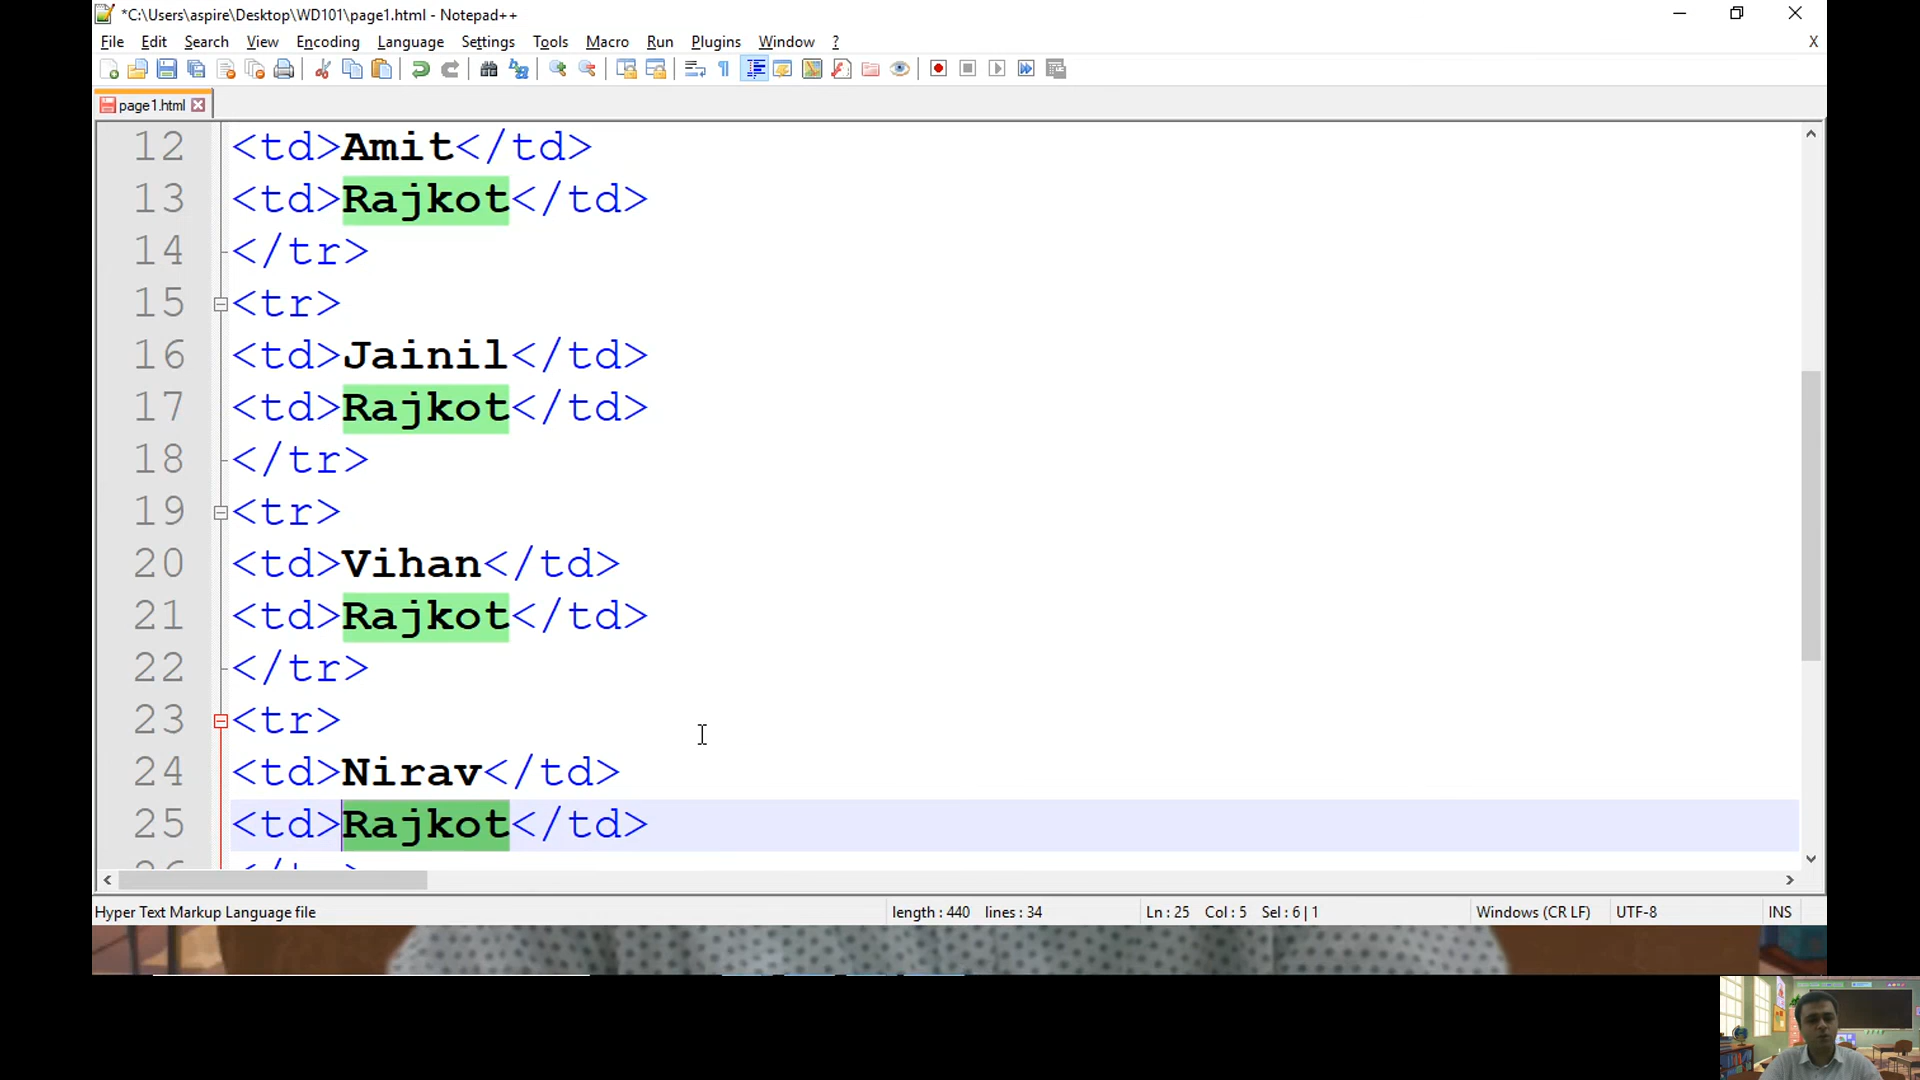 *C:\Users\aspire\Desktop\WD101\page1.html - Notepad++
File Edit Search View Encoding Language Settings Tools Macro Run Plugins Window ? X
page1.html
12 <td>Amit</td>
13 <td>Rajkot</td>
14 </tr>
15 <tr>
16 <td>Jainil</td>
17 <td>Rajkot</td>
18 </tr>
19 <tr>
20 <td>Vihan</td>
21 <td>Rajkot</td>
22 </tr>
23 <tr>
24 <td>Nirav</td>
25 <td>Rajkot</td>
Hyper Text Markup Language file length : 440 lines : 34 Ln : 25 Col : 5 Sel : 6 | 1 Windows (CR LF) UTF-8 INS